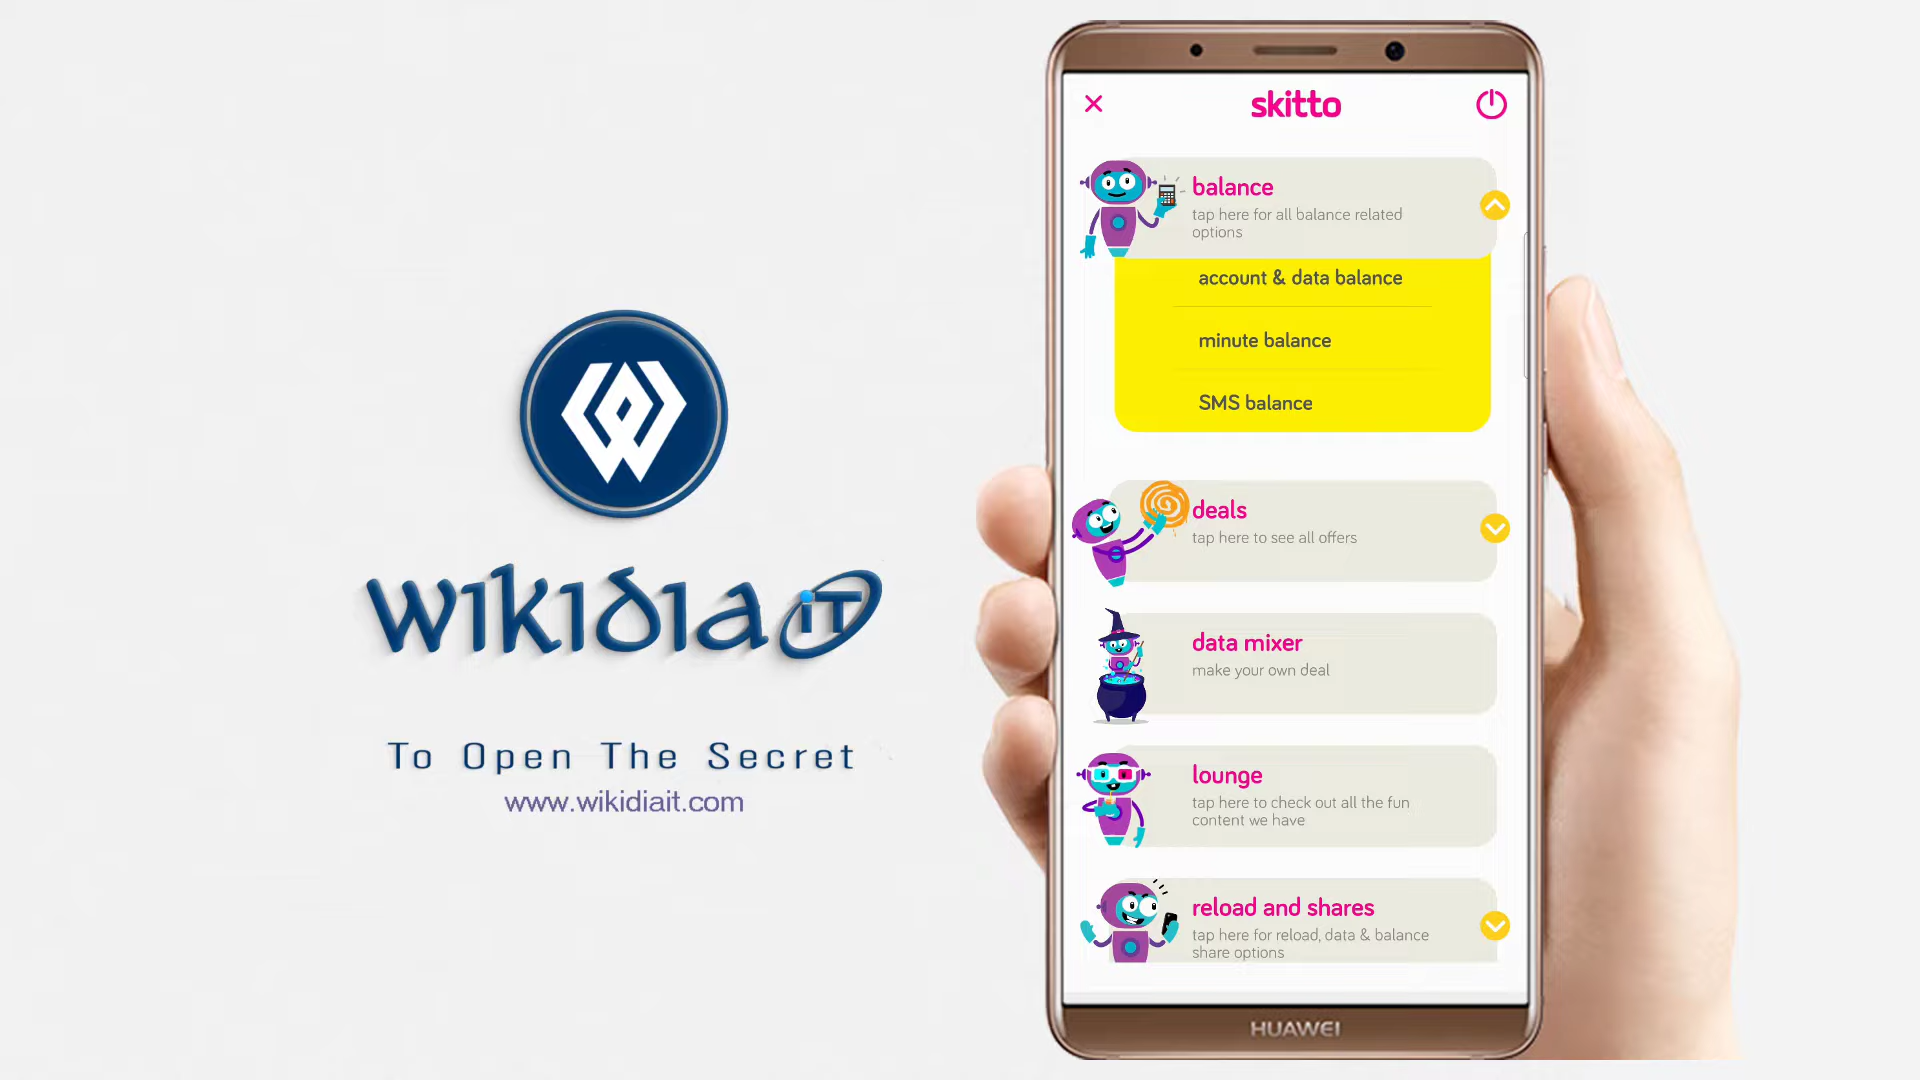 WIKIDIA iT
To Open The Secret
www.wikidiait.com
skitto
balance
tap here for all balance related
options
account & data balance
minute balance
SMS balance
deals
tap here to see all offers
data mixer
make your own deal
lounge
tap here to check out all the fun
content we have
reload and shares
tap here for reload, data & balance
share options
HUAWEI